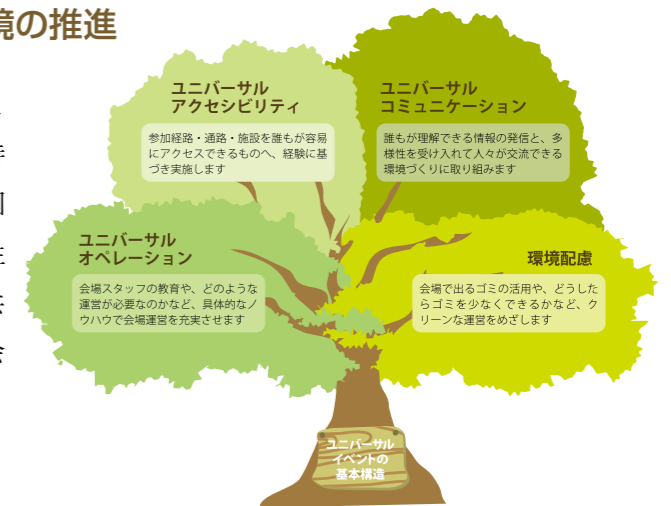 境の推進
ユニバーサル
アクセシビリティ
参加経路・通路・施設を誰もが容易
にアクセスできるものへ、経験に基
づき実施します
ユニバーサル
コミュニケーション
誰もが理解できる情報の発信と、多
様性を受け入れて人々が交流できる
環境づくりに取り組みます
ユニバーサル
オペレーション
会場スタッフの教育や、どのような
運営が必要なのかなど、具体的なノ
ウハウで会場運営を充実させます
環境配慮
会場で出るゴミの活用や、どうした
らゴミを少なくできるかなど、ク
リーンな運営をめざします
ユニバーサル
イベントの
基本構造